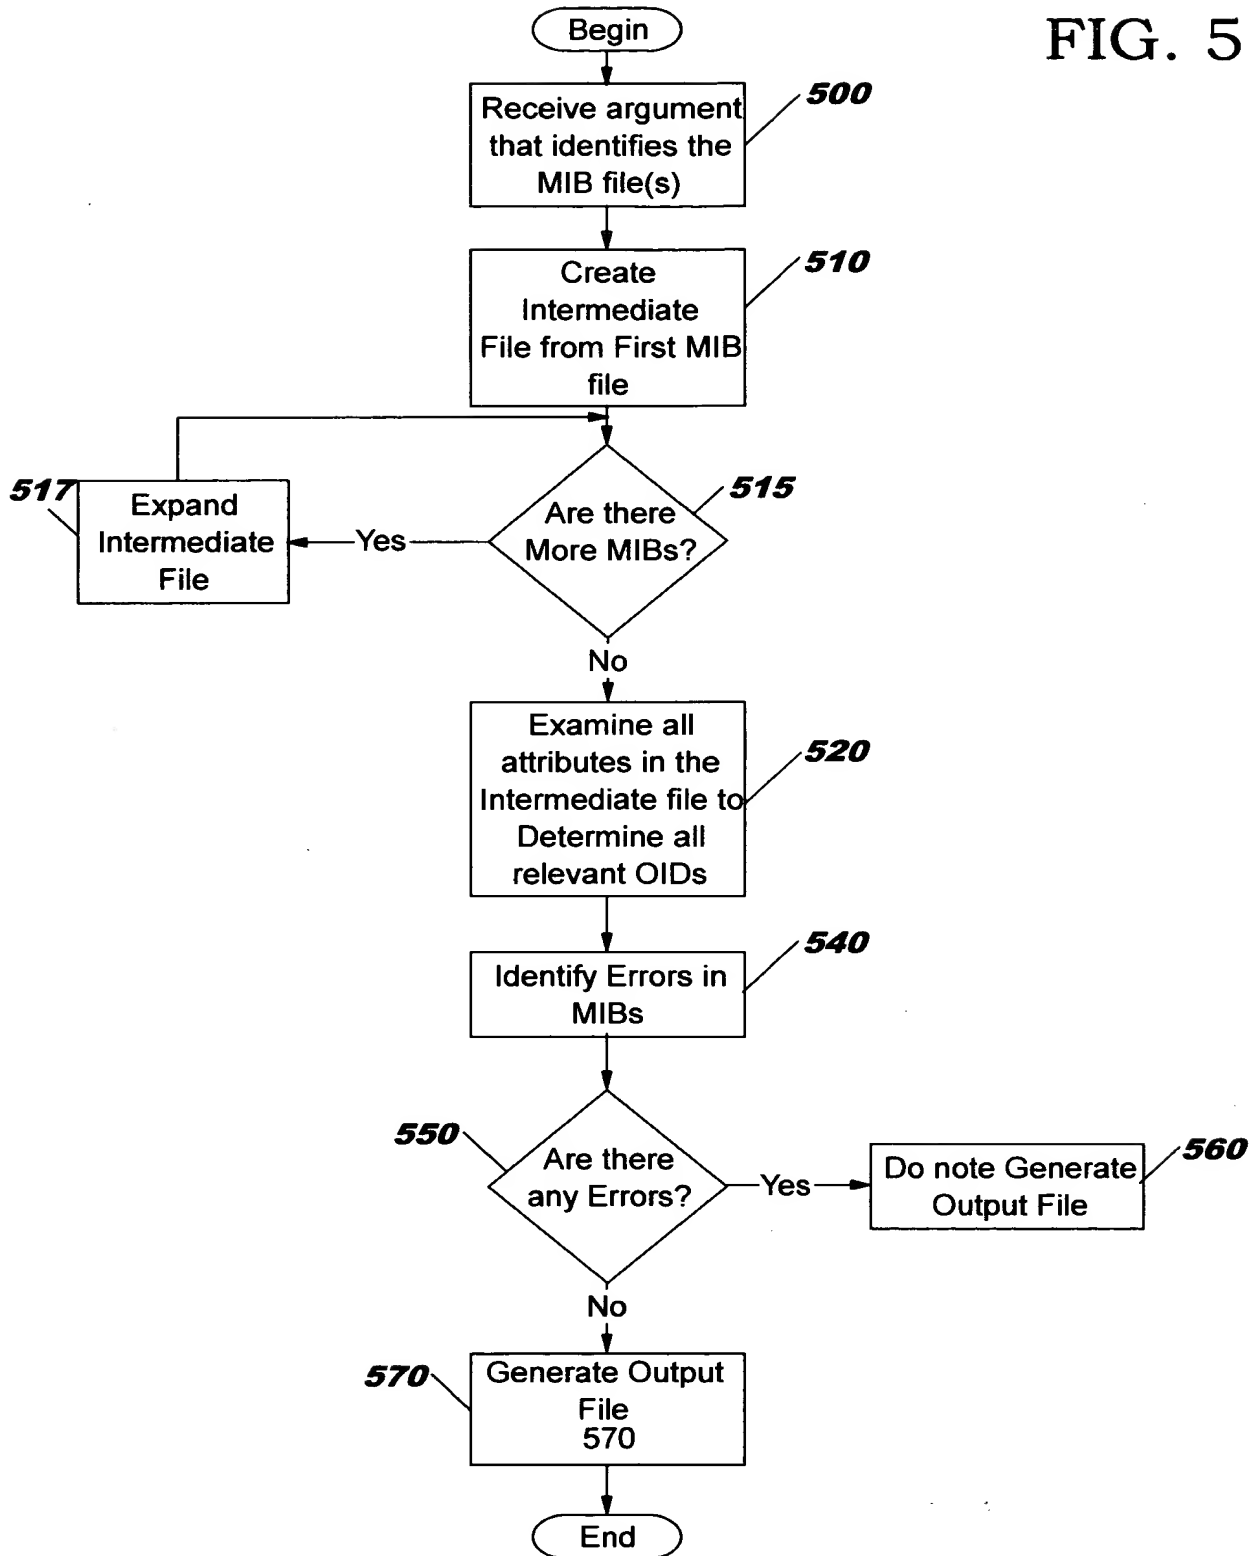 FIG. 5
Begin
Receive argument
that identifies the
MIB file(s)
500
Create
Intermediate
File from First MIB
file
510
Are there
More MIBs?
515
Yes
517
Expand
Intermediate
File
No
Examine all
attributes in the
Intermediate file to
Determine all
relevant OIDs
520
Identify Errors in
MIBs
540
550
Are there
any Errors?
Yes
Do note Generate
Output File
560
No
570
Generate Output
File
570
End